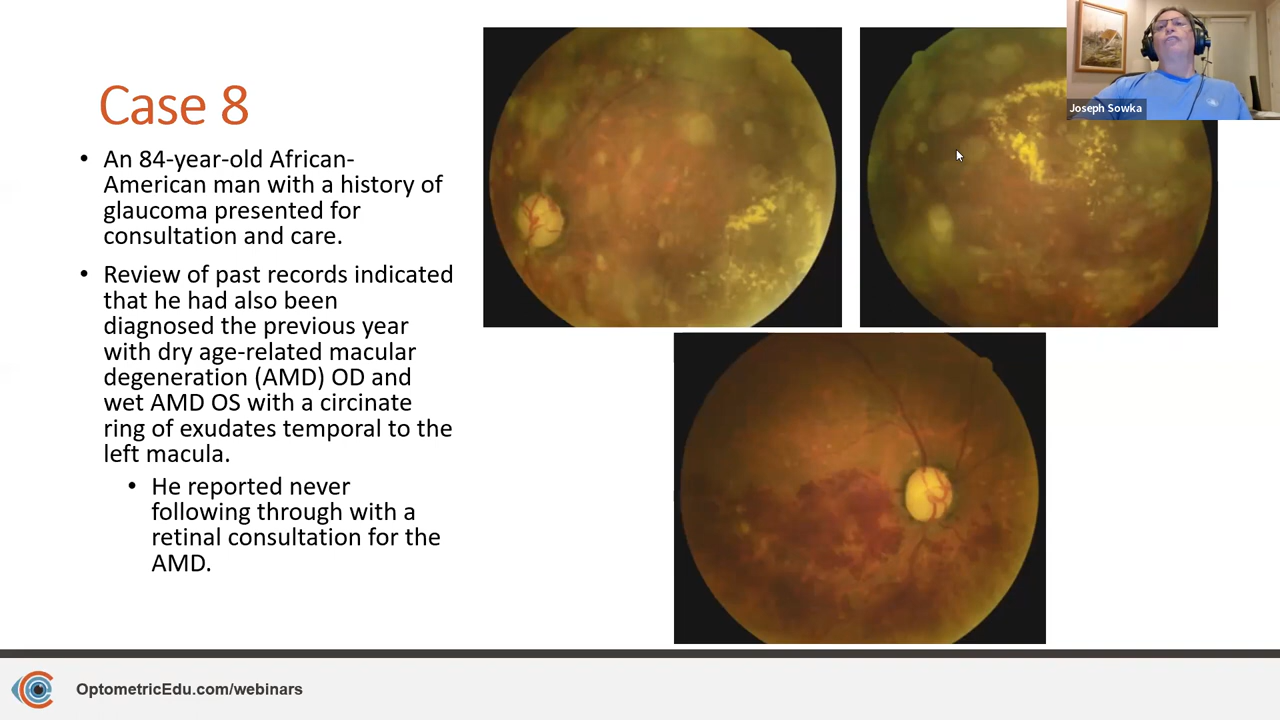 Case 8
• An 84-year-old African-
American man with a history of
glaucoma presented for
consultation and care.
• Review of past records indicated
that he had also been
diagnosed the previous year
with dry age-related macular
degeneration (AMD) OD and
wet AMD OS with a circinate
ring of exudates temporal to the
left macula.
• He reported never
following through with a
retinal consultation for the
AMD.
Joseph Sowka
OptometricEdu.com/webinars